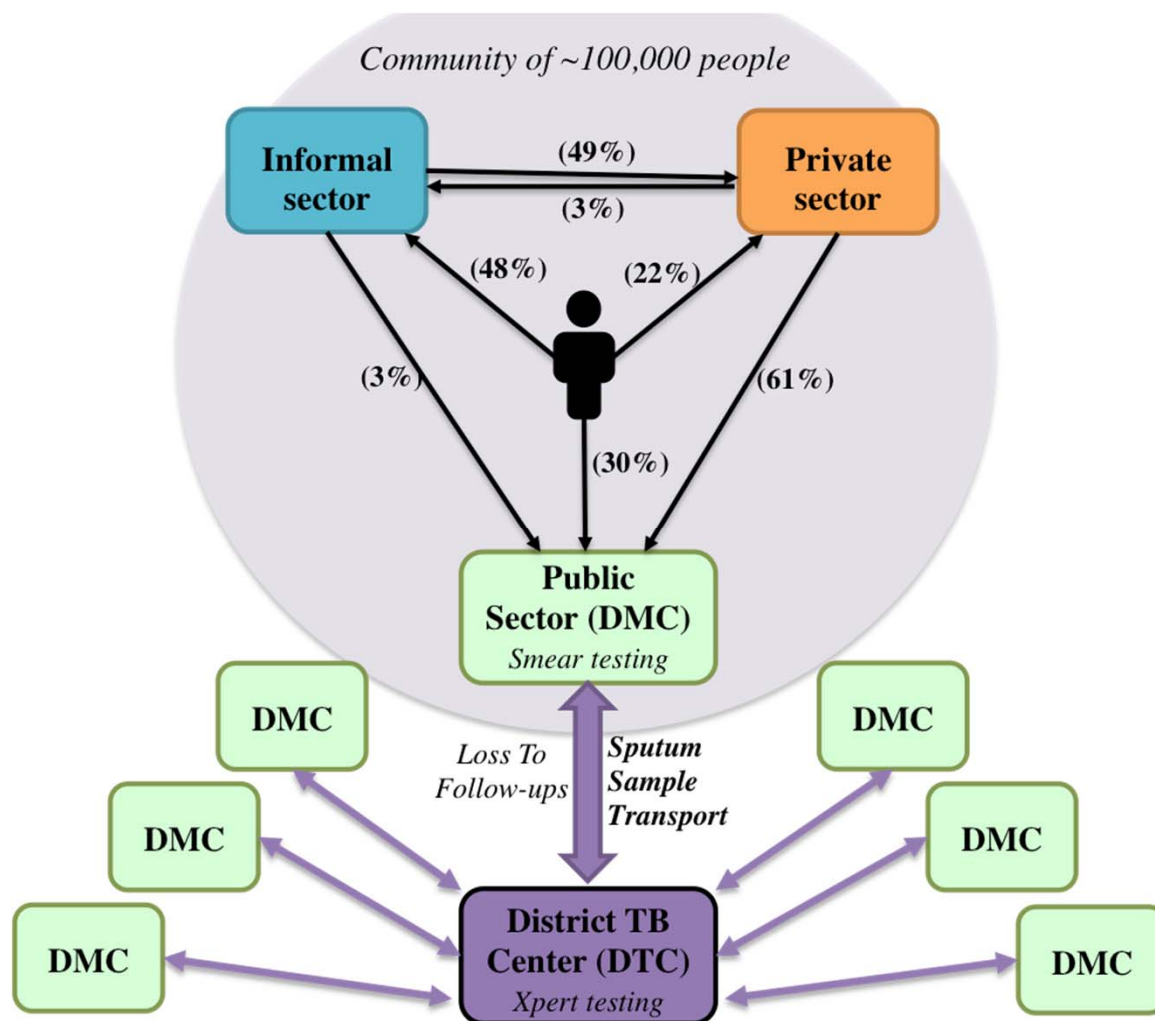 Community of ~100,000 people
Informal
sector
(49%)
(3%)
Private
sector
(48%)
(22%)
(3%)
(61%)
(30%)
Public
Sector (DMC)
Smear testing
DMC
DMC
DMC
Loss To
Follow-ups
Sputum
Sample
Transport
DMC
DMC
DMC
District TB
Center (DTC)
Xpert testing